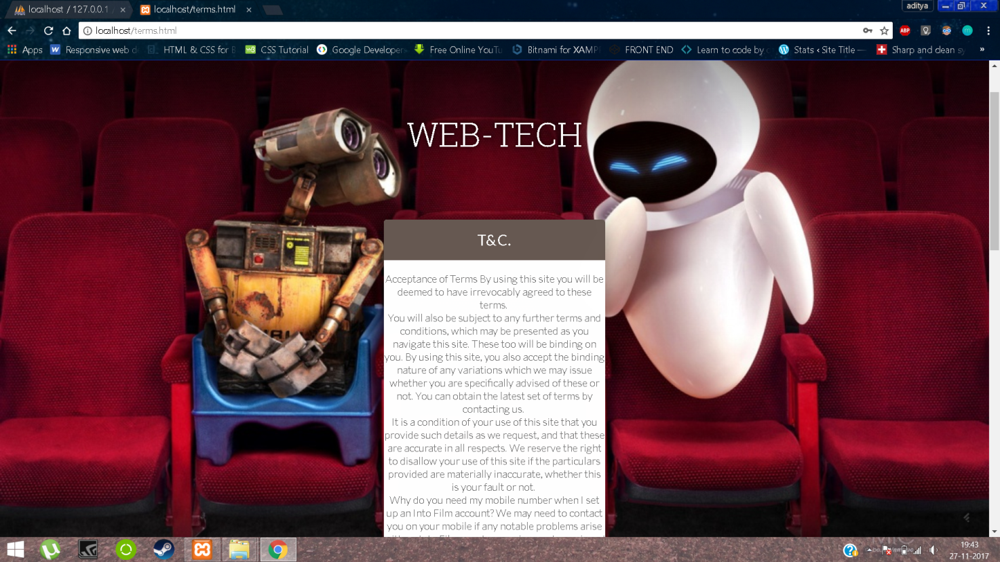 aditya
localhost / 127.0.0.1
localhost/terms.html
localhost/terms.html
ABP
Apps
Responsive web d
HTML & CSS for B
CSS Tutorial
Google Developer
Free Online YouTu
Bitnami for XAMP
FRONT END
Learn to code by
Stats ‹ Site Title —
Sharp and clean sy
»
WEB-TECH
T&C.
Acceptance of Terms By using this site you will be
deemed to have irrevocably agreed to these
terms.
You will also be subject to any further terms and
conditions, which may be presented as you
navigate this site. These too will be binding on
you. By using this site, you also accept the binding
nature of any variations which we may issue
whether you are specifically advised of these or
not. You can obtain the latest set of terms by
contacting us.
It is a condition of your use of this site that you
provide such details as we request, and that these
are accurate in all respects. We reserve the right
to disallow your use of this site if the particulars
provided are materially inaccurate, whether this
is your fault or not.
Why do you need my mobile number when I set
up an Into Film account? We may need to contact
you on your mobile if any notable problems arise
19:43
27-11-2017